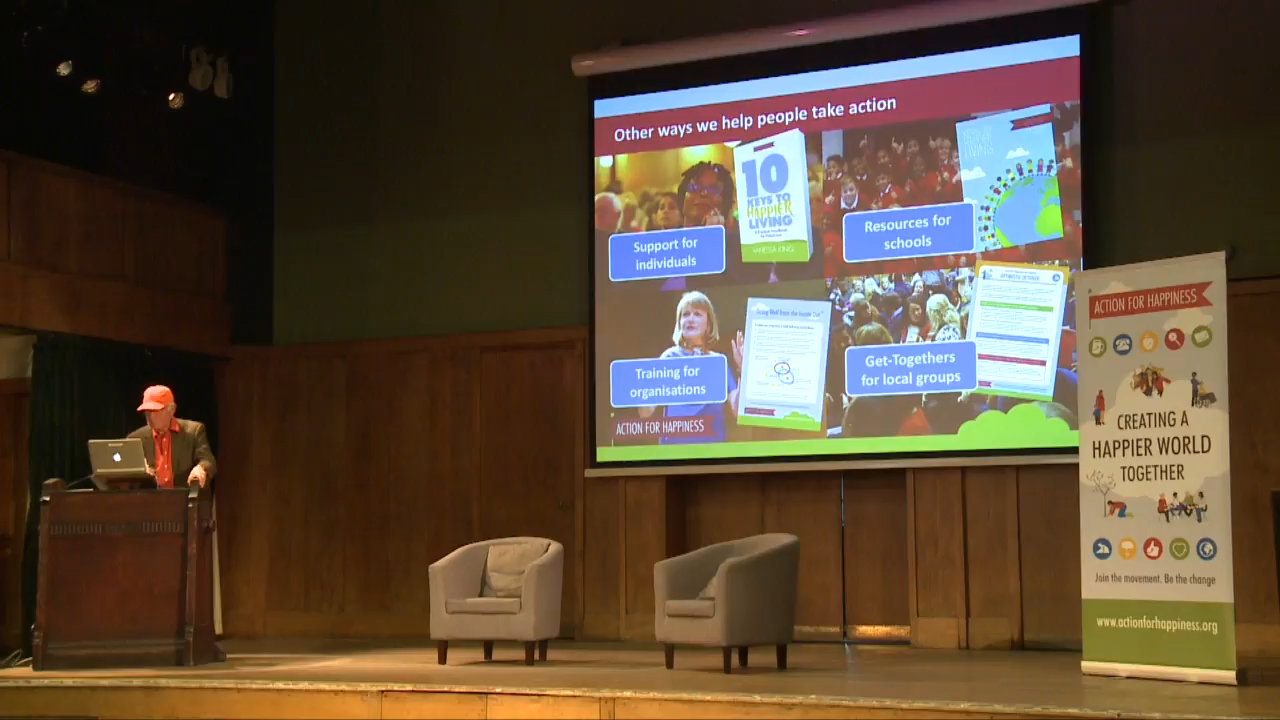 Other ways we help people take action
10
KEYS TO
HAPPIER
LIVING
VANESSA KING
Support for
individuals
Resources for
schools
Training for
organisations
Get-Togethers
for local groups
ACTION FOR HAPPINESS
ACTION FOR HAPPINESS
CREATING A
HAPPIER WORLD
TOGETHER
Join the movement. Be the change
www.actionforhappiness.org